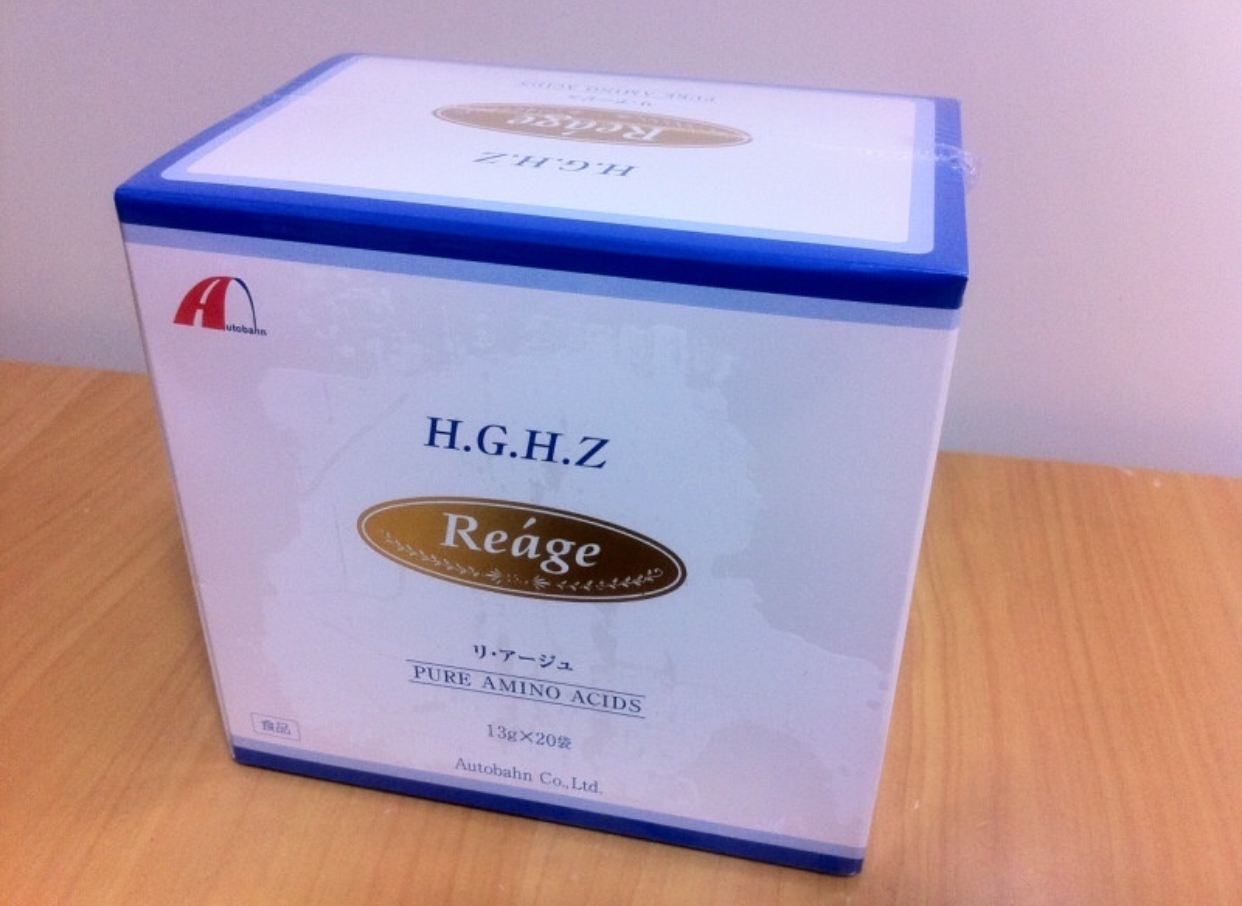 PURE AMINO ACIDS
リ・アージュ
Reáge
H.G.H.Z
Autobahn
H.G.H.Z
Reáge
リ・アージュ
PURE AMINO ACIDS
食品
13g×20袋
Autobahn Co.,Ltd.